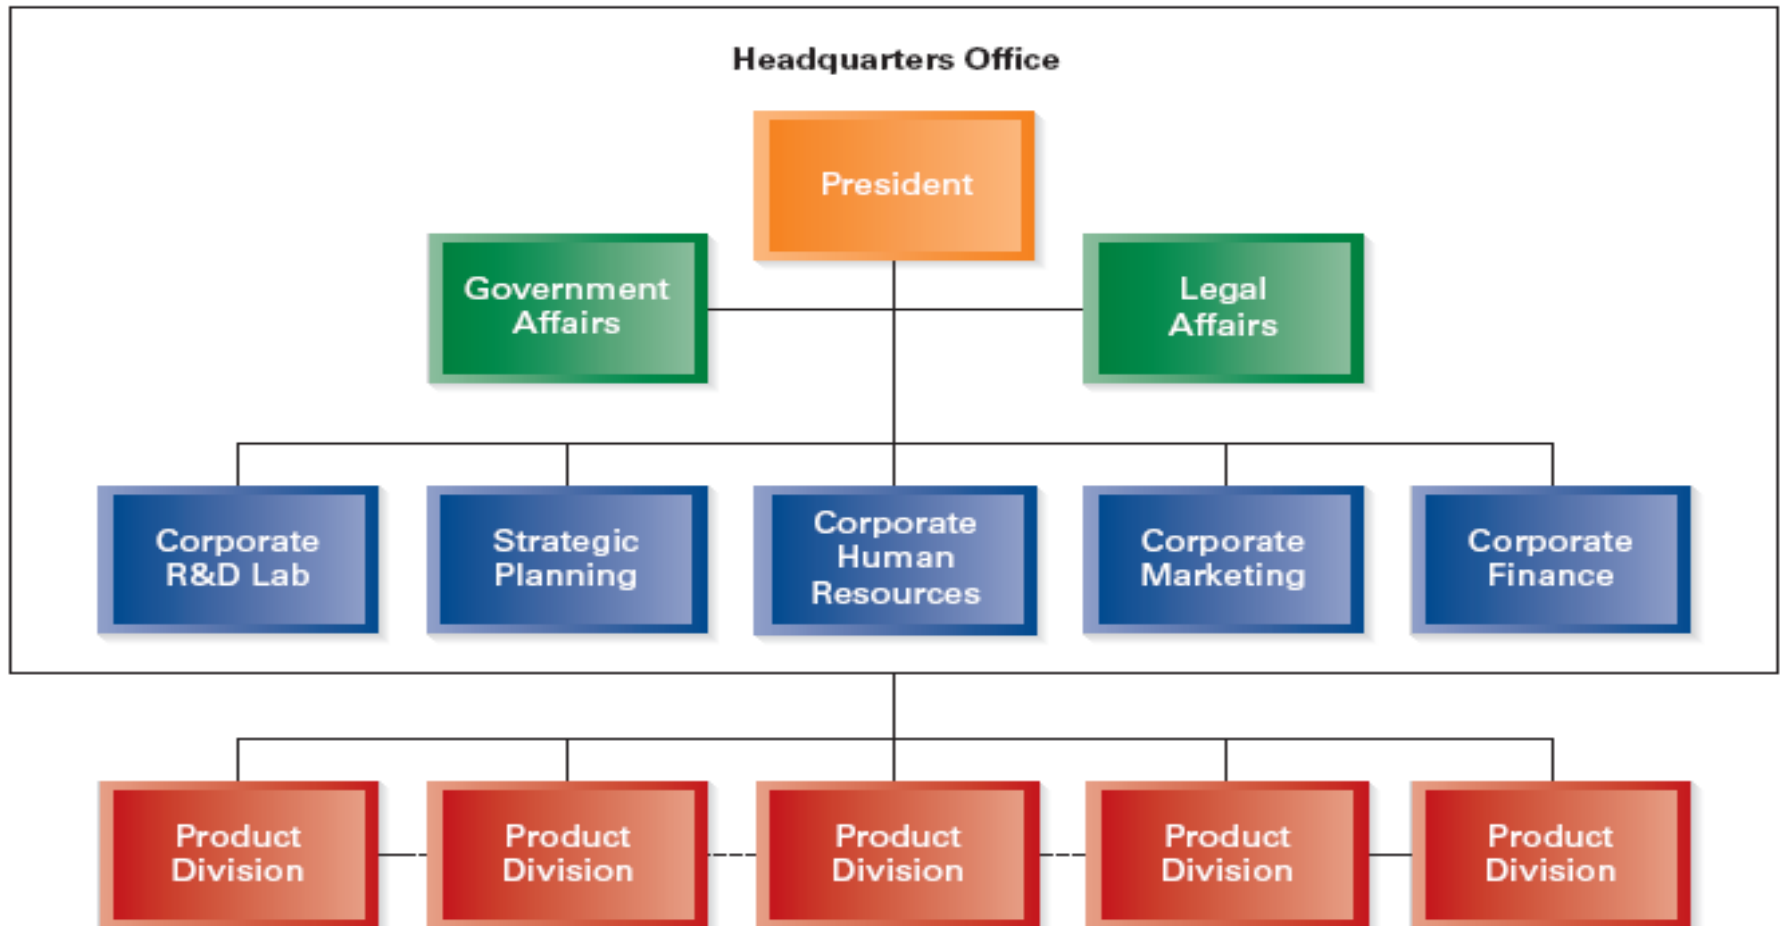 Headquarters Office
President
Government
Affairs
Legal
Affairs
Corporate
R&D Lab
Strategic
Planning
Corporate
Human
Resources
Corporate
Marketing
Corporate
Finance
Product
Division
Product
Division
Product
Division
Product
Division
Product
Division